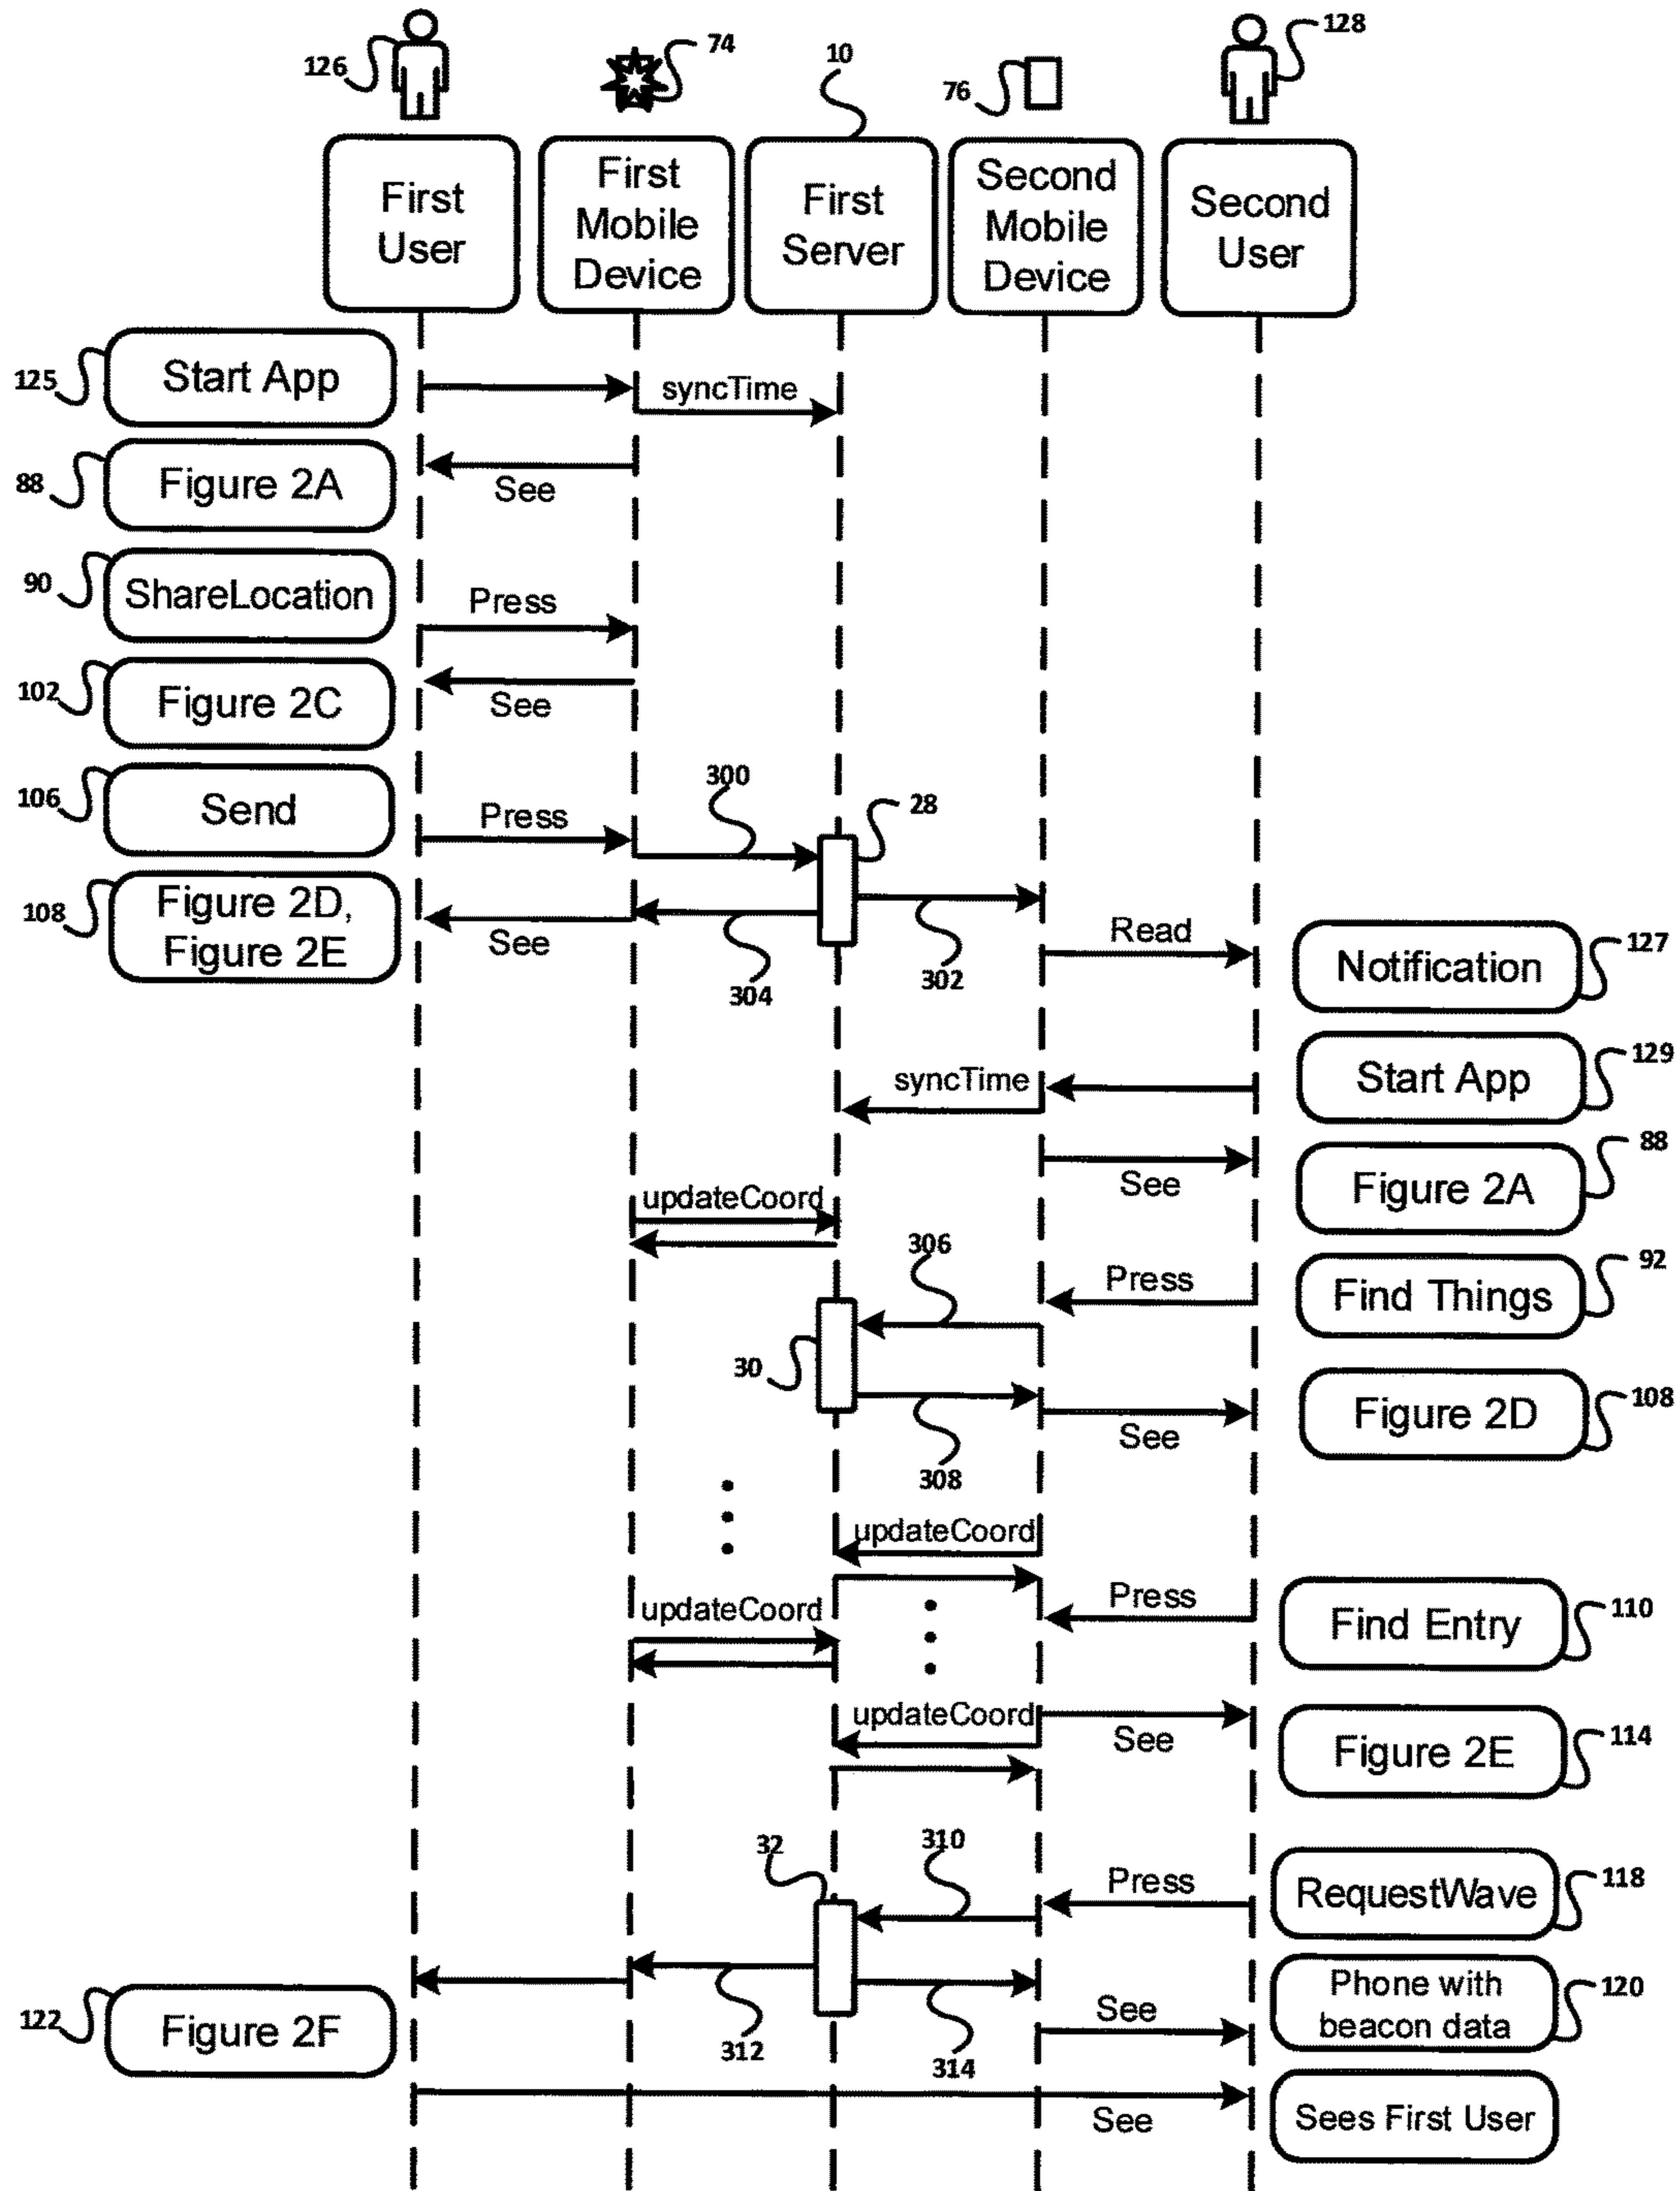 126
74
10
76
128
First
User
First
Mobile
Device
First
Server
Second
Mobile
Device
Second
User
125
Start App
syncTime
88
Figure 2A
See
90
ShareLocation
Press
102
Figure 2C
See
106
Send
Press
300
28
108
Figure 2D,
Figure 2E
See
304
302
Read
Notification
127
syncTime
Start App
129
See
Figure 2A
88
updateCoord
306
Press
Find Things
92
30
308
See
Figure 2D
108
updateCoord
updateCoord
Press
Find Entry
110
updateCoord
See
Figure 2E
114
32
310
Press
RequestWave
118
122
Figure 2F
312
314
See
Phone with
beacon data
120
See
Sees First User